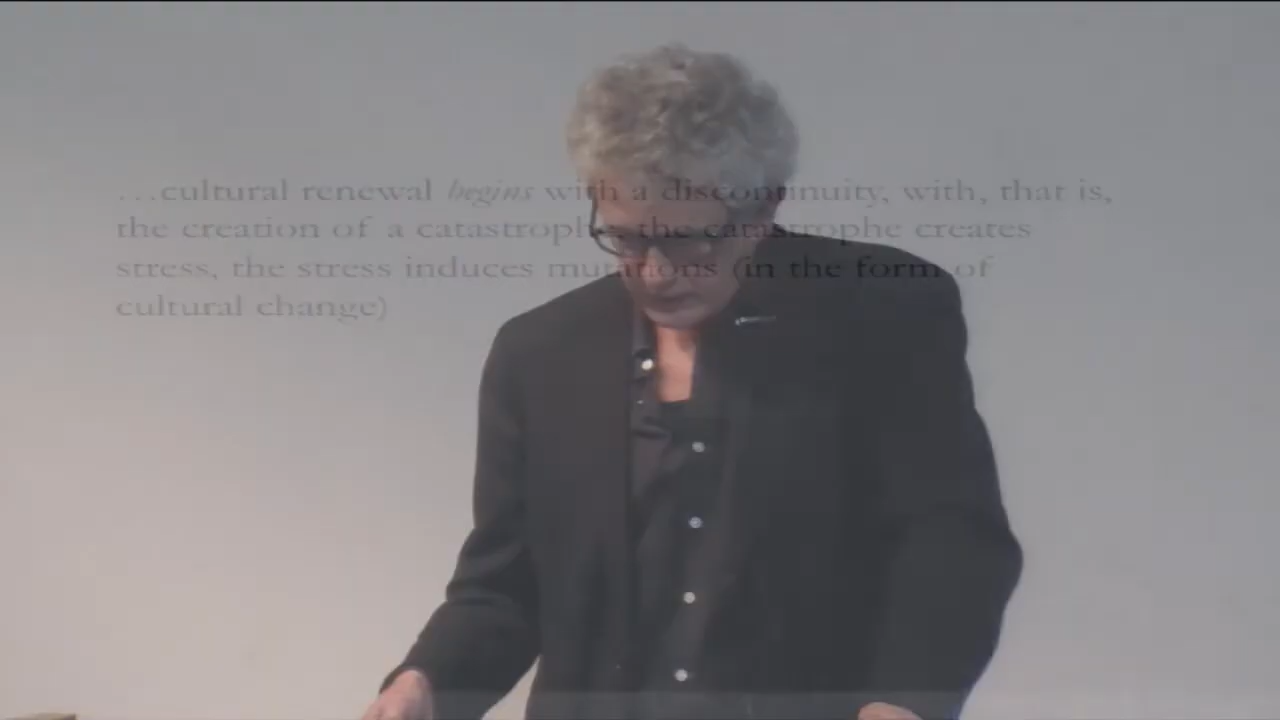 …cultural renewal begins with a discontinuity, with, that is,
the creation of a catastrophe the catastrophe creates
stress, the stress induces mutations (in the form of
cultural change)